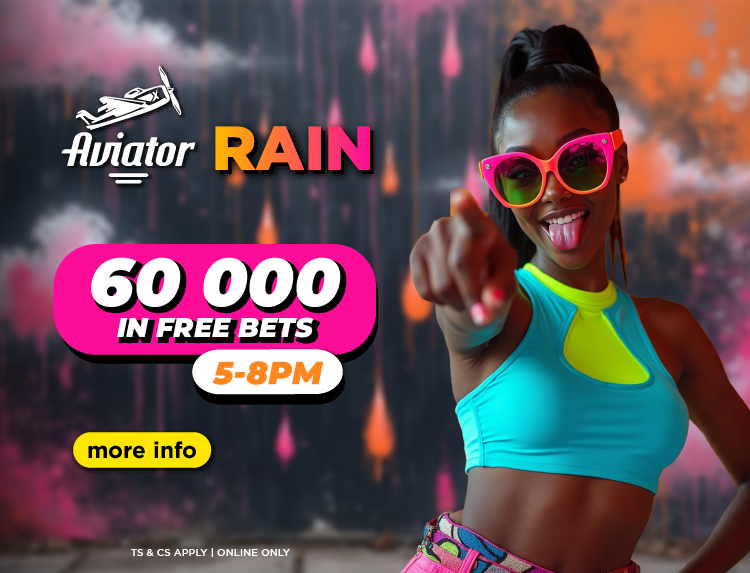 Aviator RAIN
60 000
IN FREE BETS
5-8PM
more info
TS & CS APPLY | ONLINE ONLY